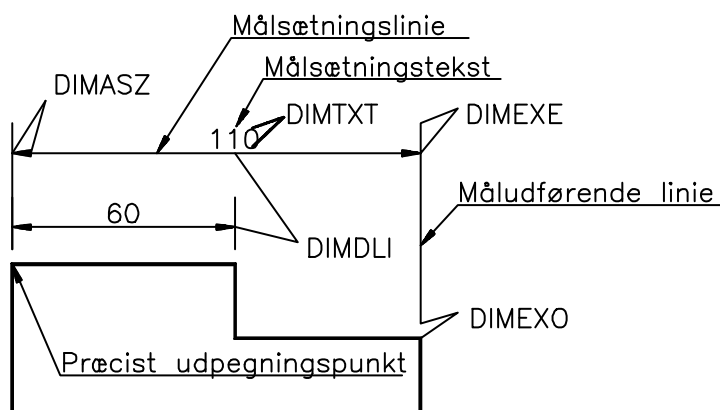 Målsætningslinie
Målsætningstekst
DIMASZ
DIMTXT
DIMEXE
110
Måludførende linie
60
DIMDLI
DIMEXO
Præcist udpegningspunkt